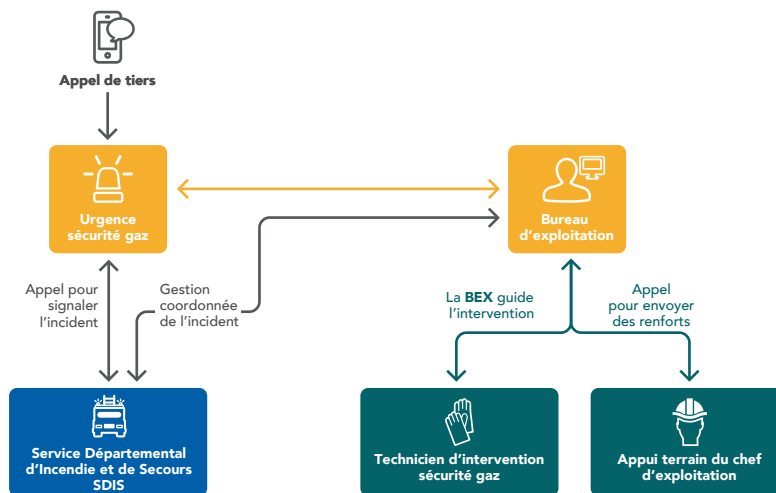 Appel de tiers
Urgence
sécurité gaz
Bureau
d'exploitation
Appel pour
signaler
l'incident
Gestion
coordonnée
de l'incident
La BEX guide
l'intervention
Appel
pour envoyer
des renforts
Service Départemental
d'Incendie et de Secours
SDIS
Technicien d'intervention
sécurité gaz
Appui terrain du chef
d'exploitation